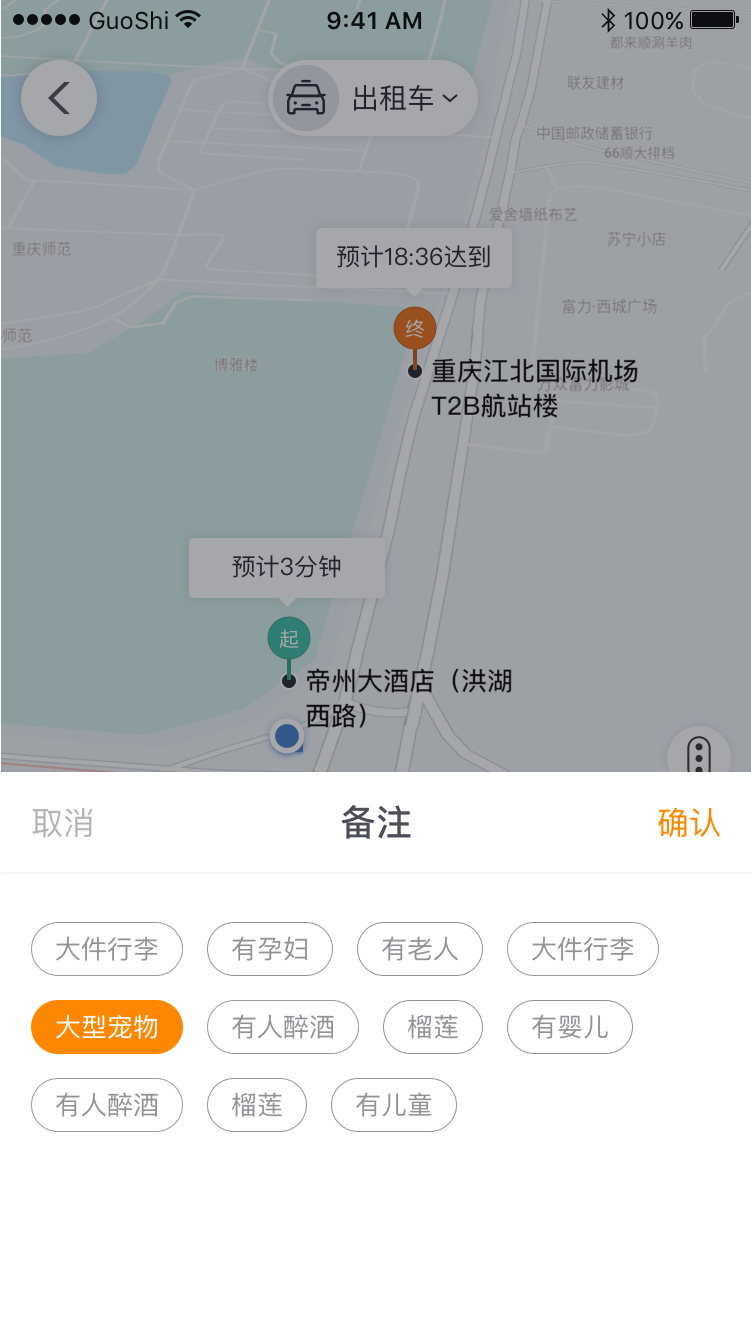 GuoShi 9:41 AM 100%
都来顺涮羊肉
联友建材
出租车
中国邮政储蓄银行
66顺大排档
爱舍墙纸布艺
苏宁小店
重庆师范
预计18:36达到
富力·西城广场
终
师范
博雅楼
重庆江北国际机场
万众富力影城
T2B航站楼
预计3分钟
起
帝州大酒店（洪湖
西路）
取消 备注 确认
大件行李 有孕妇 有老人 大件行李
大型宠物 有人醉酒 榴莲 有婴儿
有人醉酒 榴莲 有儿童